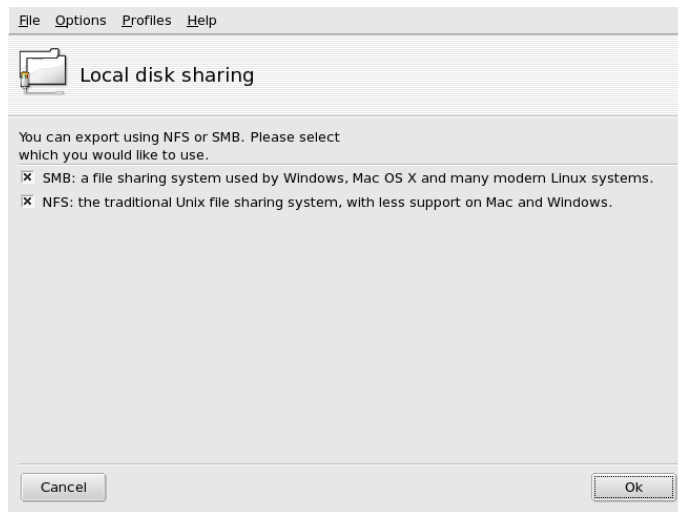 File Options Profiles Help
Local disk sharing
You can export using NFS or SMB. Please select
which you would like to use.
SMB: a file sharing system used by Windows, Mac OS X and many modern Linux systems.
NFS: the traditional Unix file sharing system, with less support on Mac and Windows.
Cancel Ok